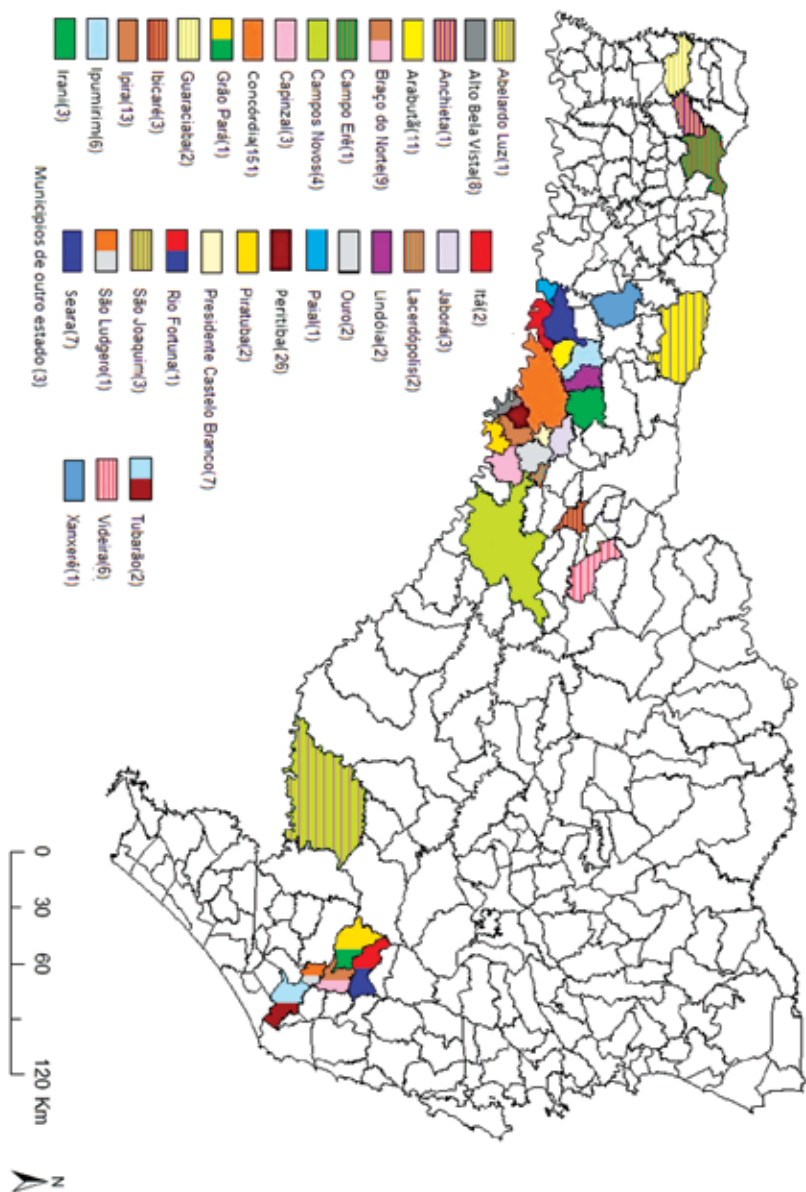 Abelardo Luz(1)
Alto Bela Vista(8)
Anchieta(1)
Arabutã(11)
Braço do Norte(9)
Campo Erê(1)
Campos Novos(4)
Capinzal(3)
Concórdia(151)
Grão Pará(1)
Guaraciaba(2)
Ibicaré(3)
Ipira(13)
Ipumirim(6)
Irani(3)
Itá(2)
Jaborá(3)
Lacerdópolis(2)
Lindóia(2)
Ouro(2)
Paial(1)
Peritiba(26)
Piratuba(2)
Presidente Castelo Branco(7)
Rio Fortuna(1)
São Joaquim(3)
São Ludgero(1)
Seara(7)
Municípios de outro estado (3)
Tubarão(2)
Videira(6)
Xanxerê(1)
0 30 60 120 Km
N